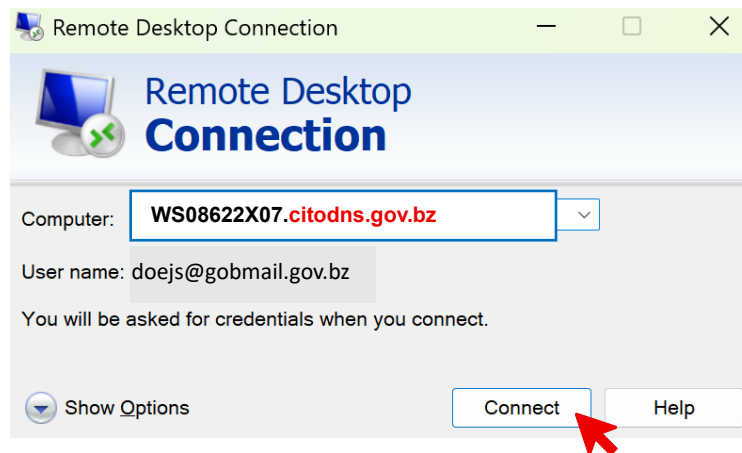 Remote Desktop Connection
Remote Desktop
Connection
Computer: WS08622X07.citodns.gov.bz
User name: doejs@gobmail.gov.bz
You will be asked for credentials when you connect.
Show Options Connect Help